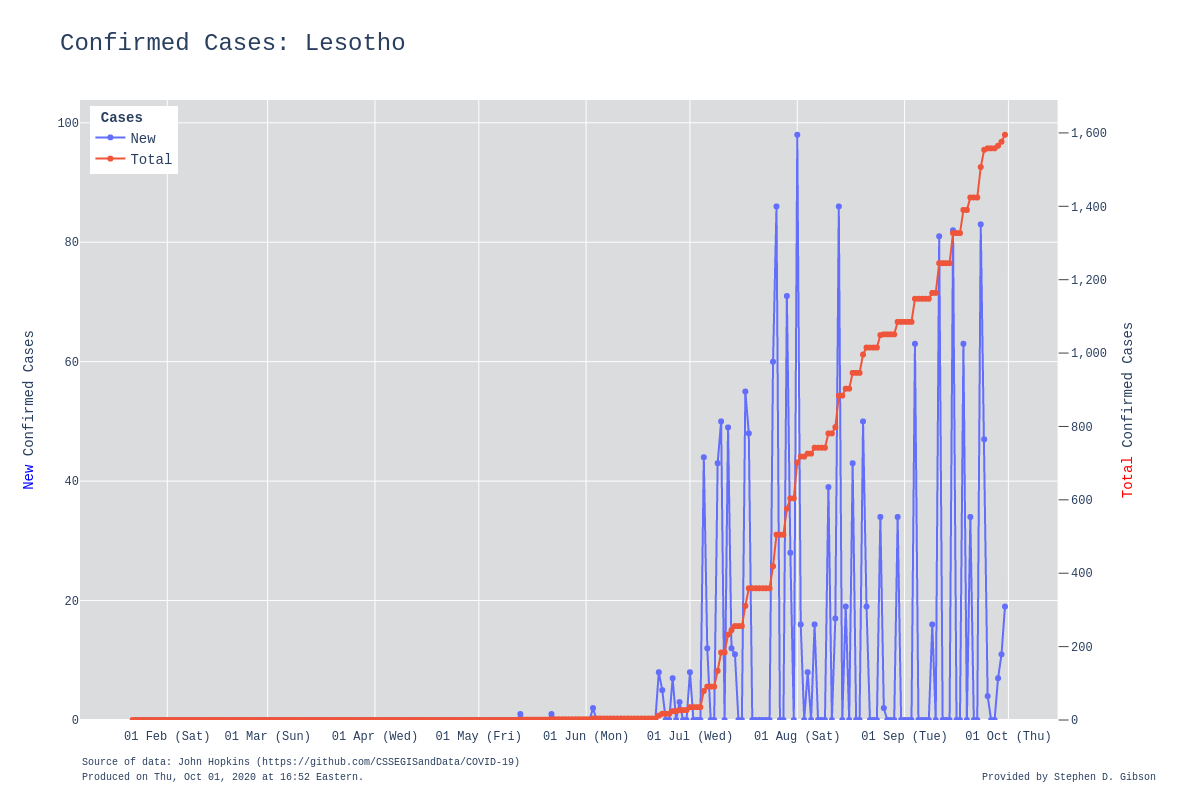 Confirmed Cases: Lesotho
Cases
New
Total
100
80
60
40
20
0
1,600
1,400
1,200
1,000
800
600
400
200
0
New Confirmed Cases
Total Confirmed Cases
01 Feb (Sat) 01 Mar (Sun) 01 Apr (Wed) 01 May (Fri) 01 Jun (Mon) 01 Jul (Wed) 01 Aug (Sat) 01 Sep (Tue) 01 Oct (Thu)
Source of data: John Hopkins (https://github.com/CSSEGISandData/COVID-19)
Produced on Thu, Oct 01, 2020 at 16:52 Eastern.
Provided by Stephen D. Gibson